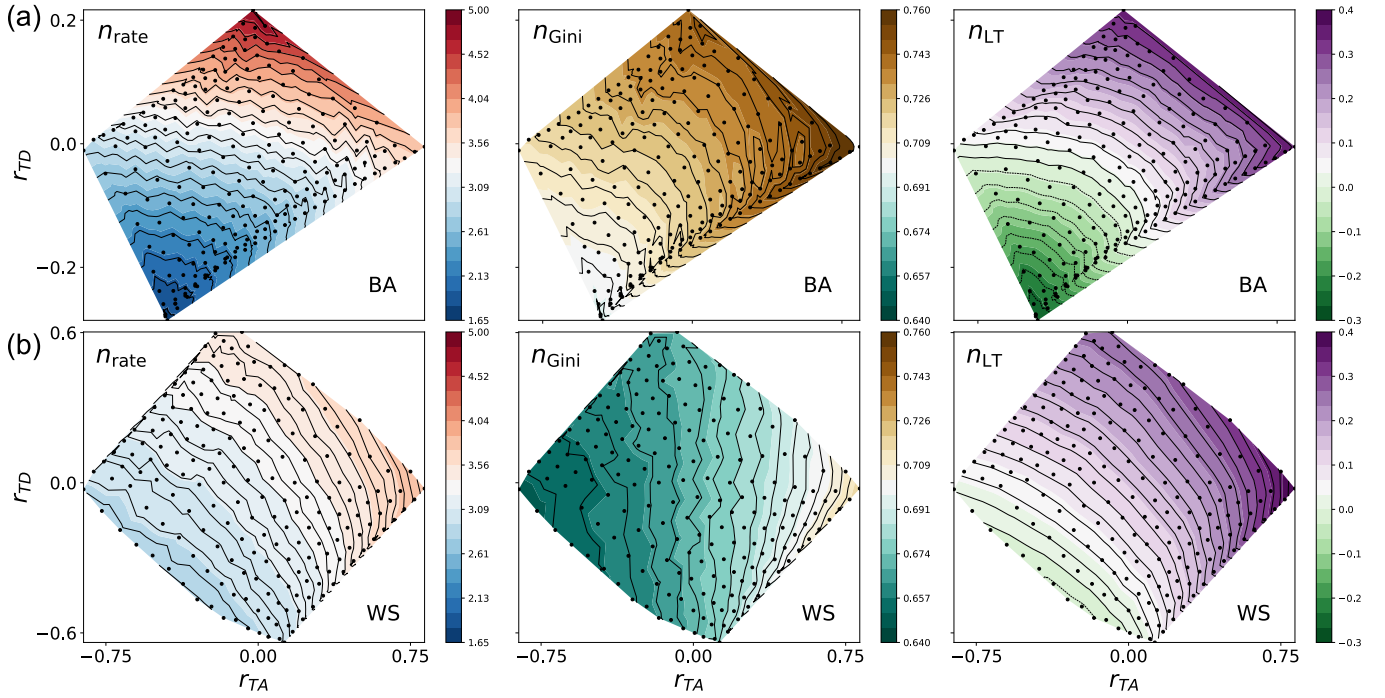 (a)
n_rate
n_Gini
n_LT
0.2
0.0
−0.2
r_TD
BA
BA
BA
5.00
4.52
4.04
3.56
3.09
2.61
2.13
1.65
0.760
0.743
0.726
0.709
0.691
0.674
0.657
0.640
0.4
0.3
0.2
0.1
0.0
−0.1
−0.2
−0.3
(b)
n_rate
n_Gini
n_LT
0.6
0.0
−0.6
r_TD
WS
WS
WS
5.00
4.52
4.04
3.56
3.09
2.61
2.13
1.65
0.760
0.743
0.726
0.709
0.691
0.674
0.657
0.640
0.4
0.3
0.2
0.1
0.0
−0.1
−0.2
−0.3
−0.75 0.00 0.75
−0.75 0.00 0.75
−0.75 0.00 0.75
r_TA
r_TA
r_TA